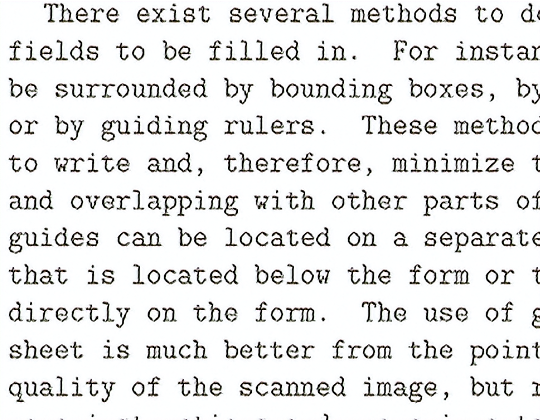 There exist several methods to
fields to be filled in. For
be surrounded by bounding boxes, by
or by guiding rulers. These
to write and, therefore, minimize
and overlapping with other parts of
guides can be located on a separate
that is located below the form or
directly on the form. The use of
sheet is much better from the point
quality of the scanned image, but